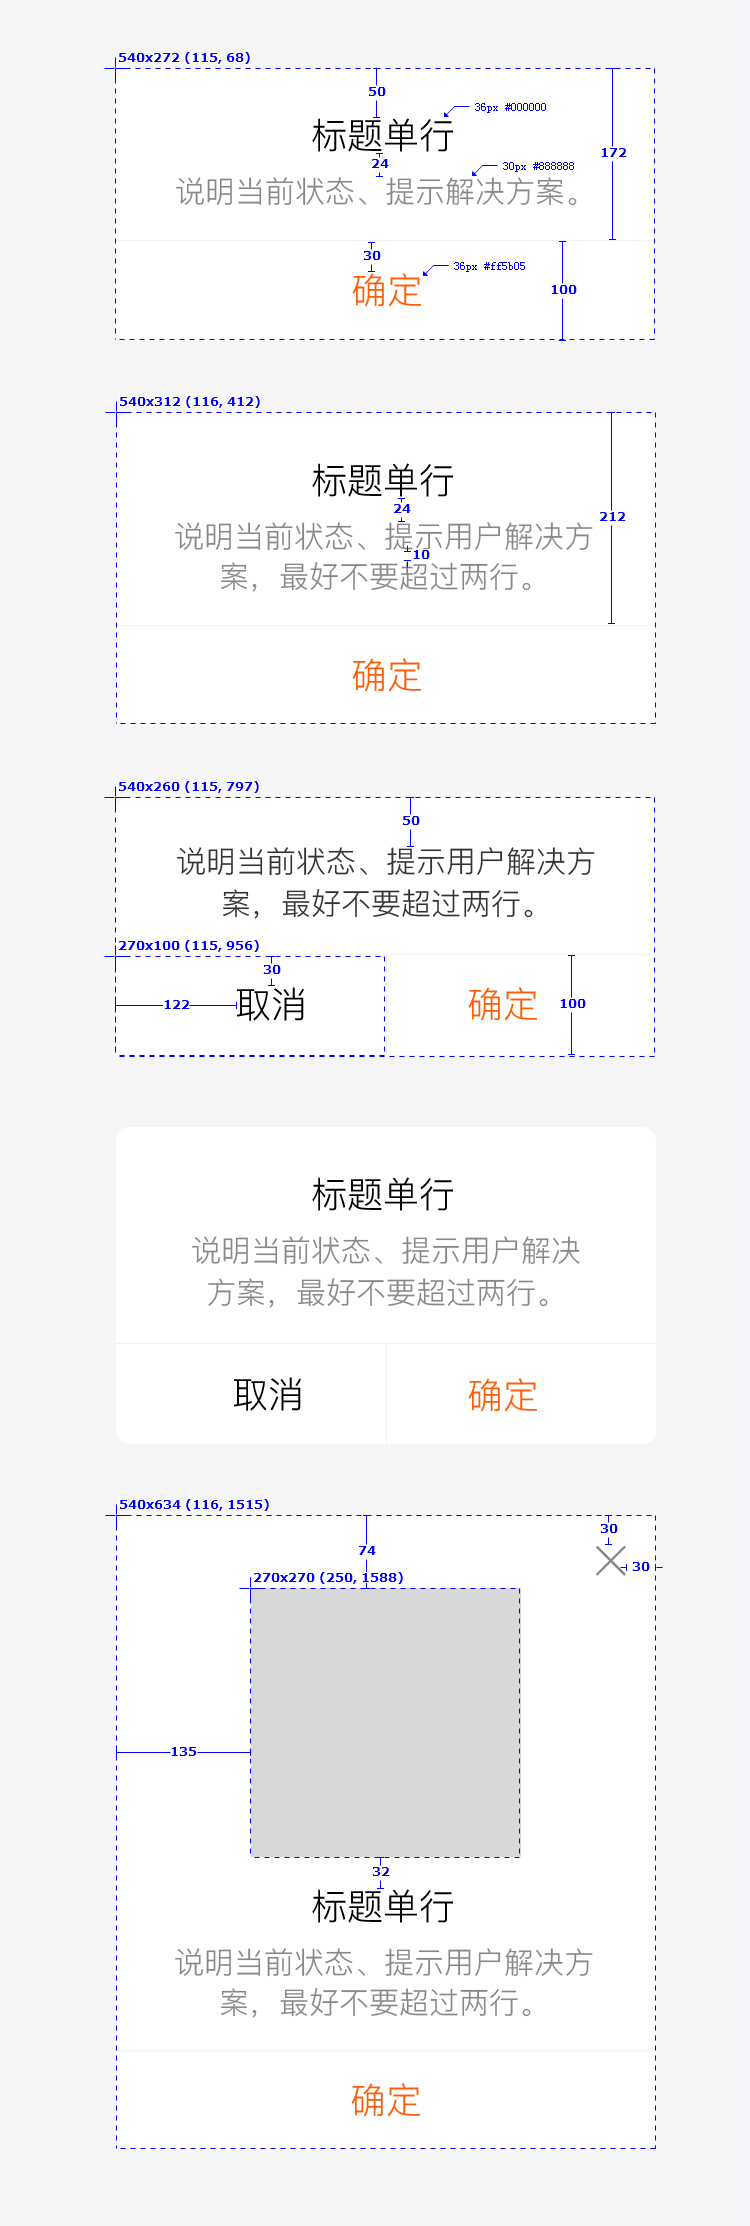 540x272 (115, 68)
50
36px #000000
标题单行
172
24
30px #888888
说明当前状态、提示解决方案。
30
36px #ff5b05
确定
100
540x312 (116, 412)
标题单行
24
212
说明当前状态、提示用户解决方
10
案，最好不要超过两行。
确定
540x260 (115, 797)
50
说明当前状态、提示用户解决方
案，最好不要超过两行。
270x100 (115, 956)
30
122
取消
确定
100
标题单行
说明当前状态、提示用户解决
方案，最好不要超过两行。
取消
确定
540x634 (116, 1515)
30
74
30
270x270 (250, 1588)
135
32
标题单行
说明当前状态、提示用户解决方
案，最好不要超过两行。
确定